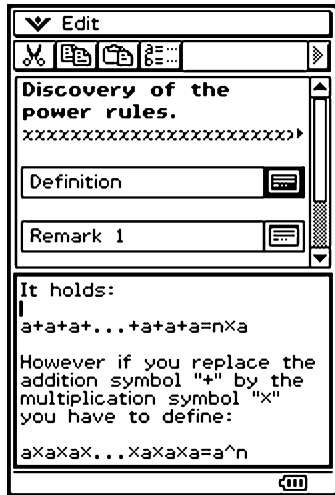 Edit
Discovery of the
power rules.
xxxxxxxxxxxxxxxxxxxxxxx
Definition
Remark 1
It holds:
a+a+a+...+a+a+a=n×a
However if you replace the
addition symbol "+" by the
multiplication symbol "×"
you have to define:
a×a×a×...×a×a×a=a^n